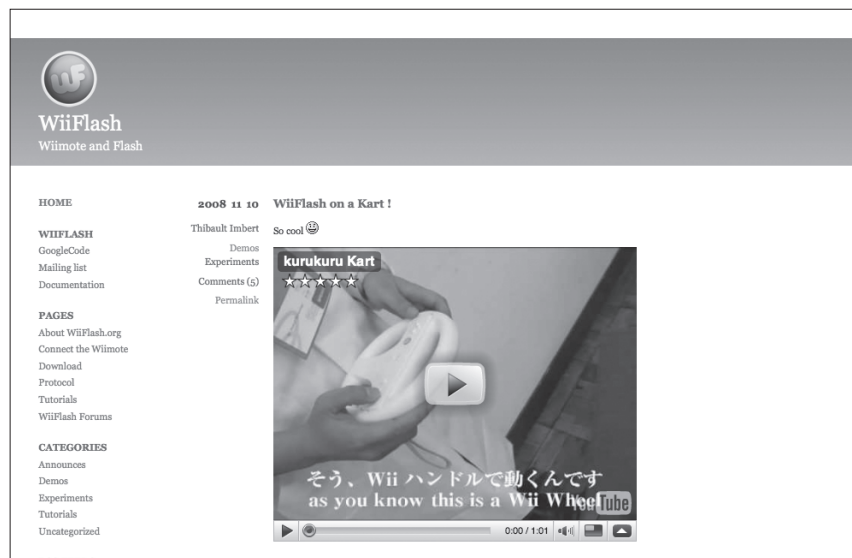 WF
WiiFlash
Wiimote and Flash
HOME
WIIFLASH
GoogleCode
Mailing list
Documentation
PAGES
About WiiFlash.org
Connect the Wiimote
Download
Protocol
Tutorials
WiiFlash Forums
CATEGORIES
Announces
Demos
Experiments
Tutorials
Uncategorized
2008 11 10
Thibault Imbert
Demos
Experiments
Comments (5)
Permalink
WiiFlash on a Kart !
So cool
kurukuru Kart
そう、Wii ハンドルで動くんです
as you know this is a Wii Wheel
YouTube
0:00 / 1:01